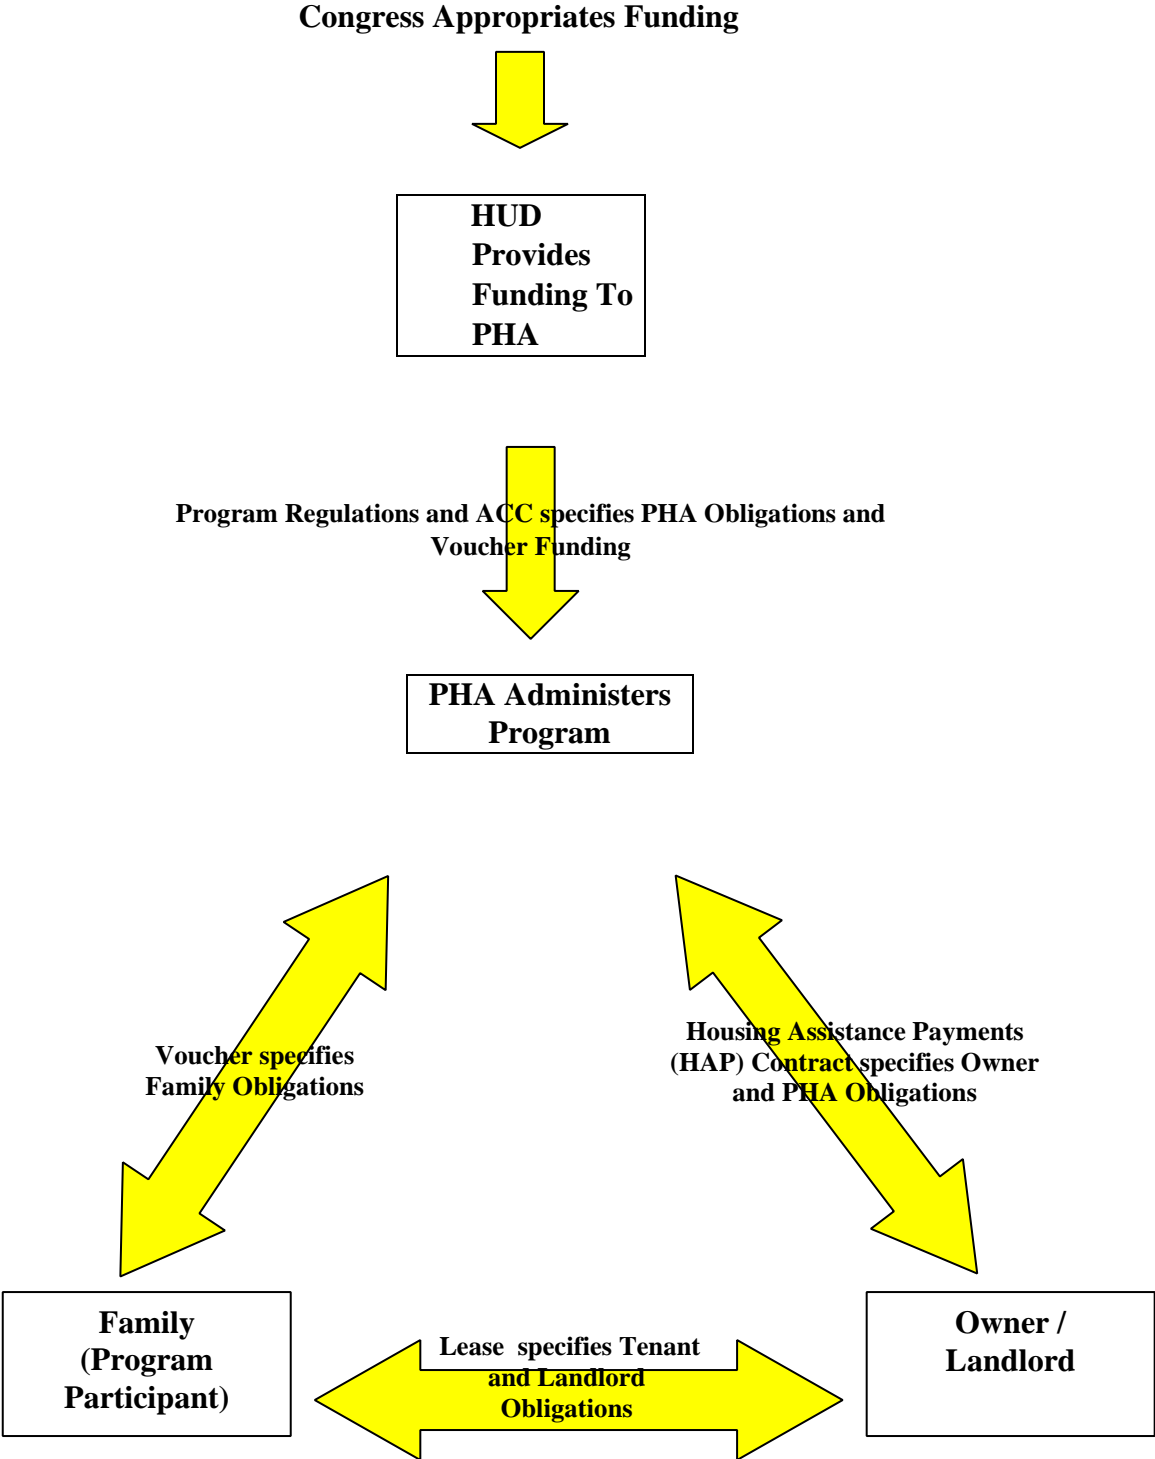 Congress Appropriates Funding
HUD
Provides
Funding To
PHA
Program Regulations and ACC specifies PHA Obligations and
Voucher Funding
PHA Administers
Program
Voucher specifies
Family Obligations
Housing Assistance Payments
(HAP) Contract specifies Owner
and PHA Obligations
Family
(Program
Participant)
Lease specifies Tenant
and Landlord
Obligations
Owner /
Landlord